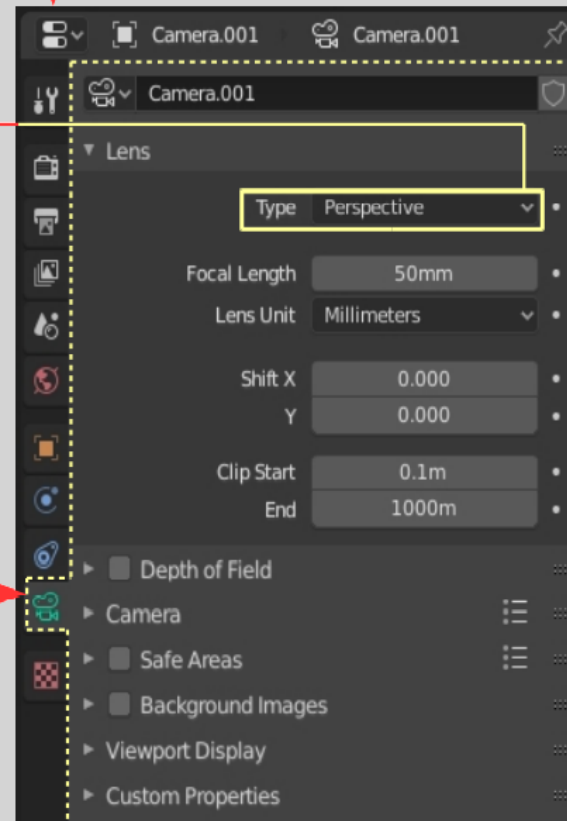 Camera.001 Camera.001
Camera.001
Lens
Type Perspective
Focal Length 50mm
Lens Unit Millimeters
Shift X 0.000
Y 0.000
Clip Start 0.1m
End 1000m
Depth of Field
Camera
Safe Areas
Background Images
Viewport Display
Custom Properties